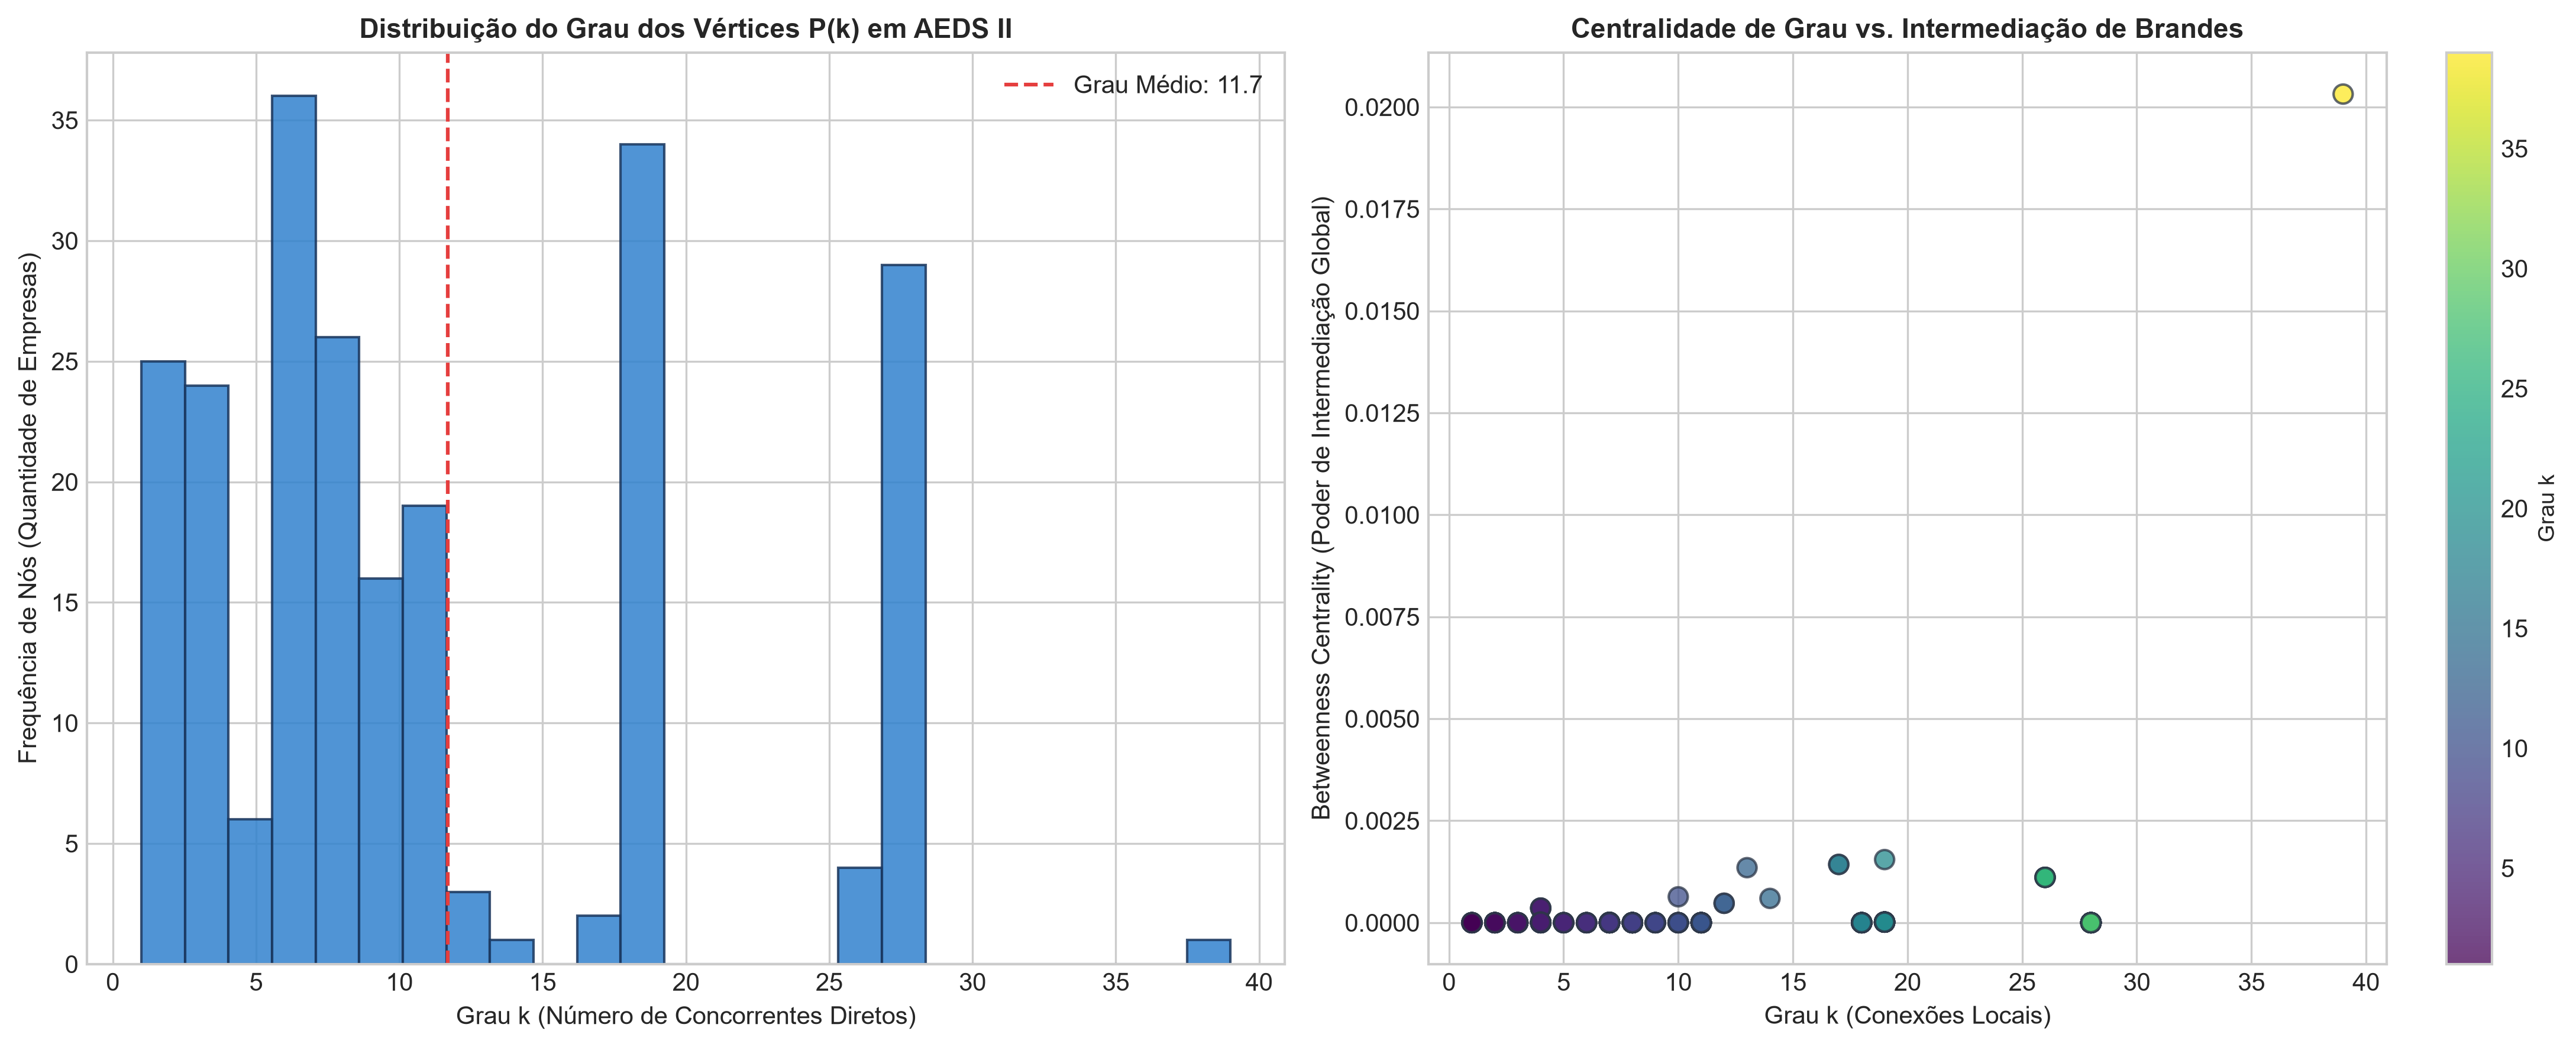 Distribuição do Grau dos Vértices P(k) em AEDS II
Grau Médio: 11.7
Frequência de Nós (Quantidade de Empresas)
35
30
25
20
15
10
5
0
0 5 10 15 20 25 30 35 40
Grau k (Número de Concorrentes Diretos)
Centralidade de Grau vs. Intermediação de Brandes
Betweenness Centrality (Poder de Intermediação Global)
0.0200
0.0175
0.0150
0.0125
0.0100
0.0075
0.0050
0.0025
0.0000
0 5 10 15 20 25 30 35 40
Grau k (Conexões Locais)
35
30
25
20
15
10
5
Grau k